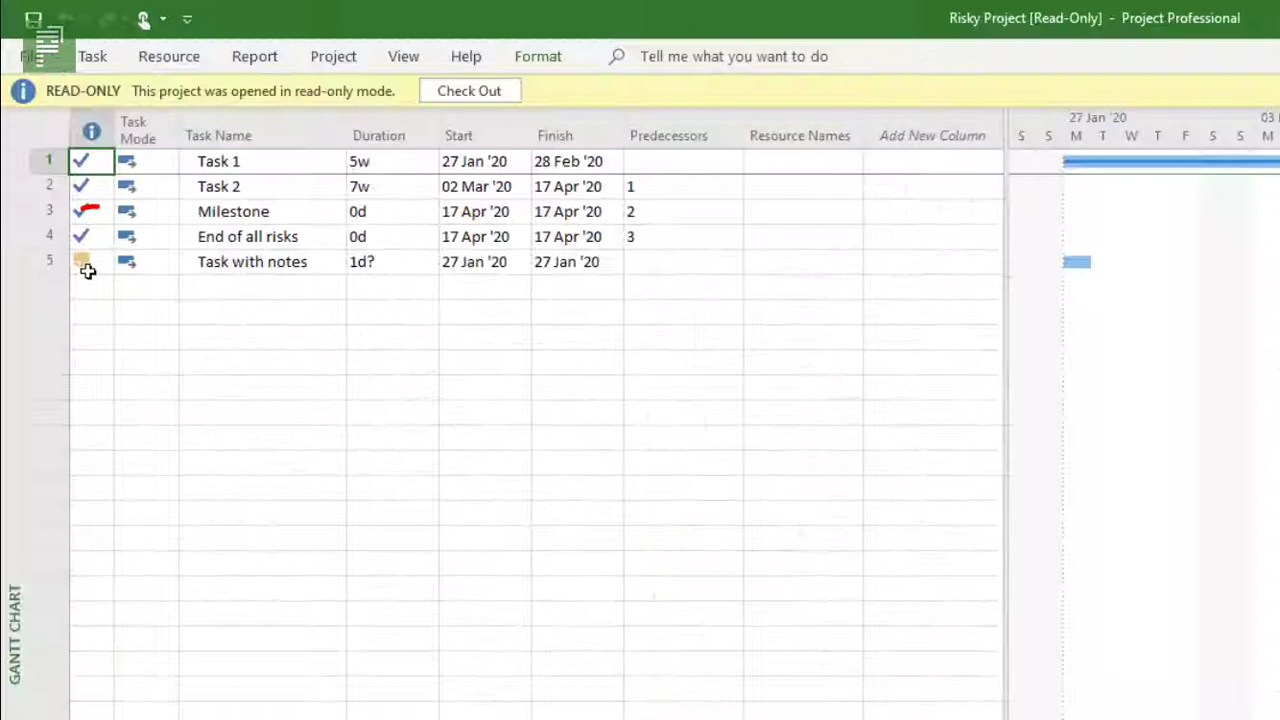 Risky Project [Read-Only] - Project Professional
Task Resource Report Project View Help Format Tell me what you want to do
READ-ONLY This project was opened in read-only mode. Check Out
Task Mode Task Name Duration Start Finish Predecessors Resource Names Add New Column
27 Jan '20 03
S S M T W T F S S M
1 Task 1 5w 27 Jan '20 28 Feb '20
2 Task 2 7w 02 Mar '20 17 Apr '20 1
3 Milestone 0d 17 Apr '20 17 Apr '20 2
4 End of all risks 0d 17 Apr '20 17 Apr '20 3
5 Task with notes 1d? 27 Jan '20 27 Jan '20
GANTT CHART